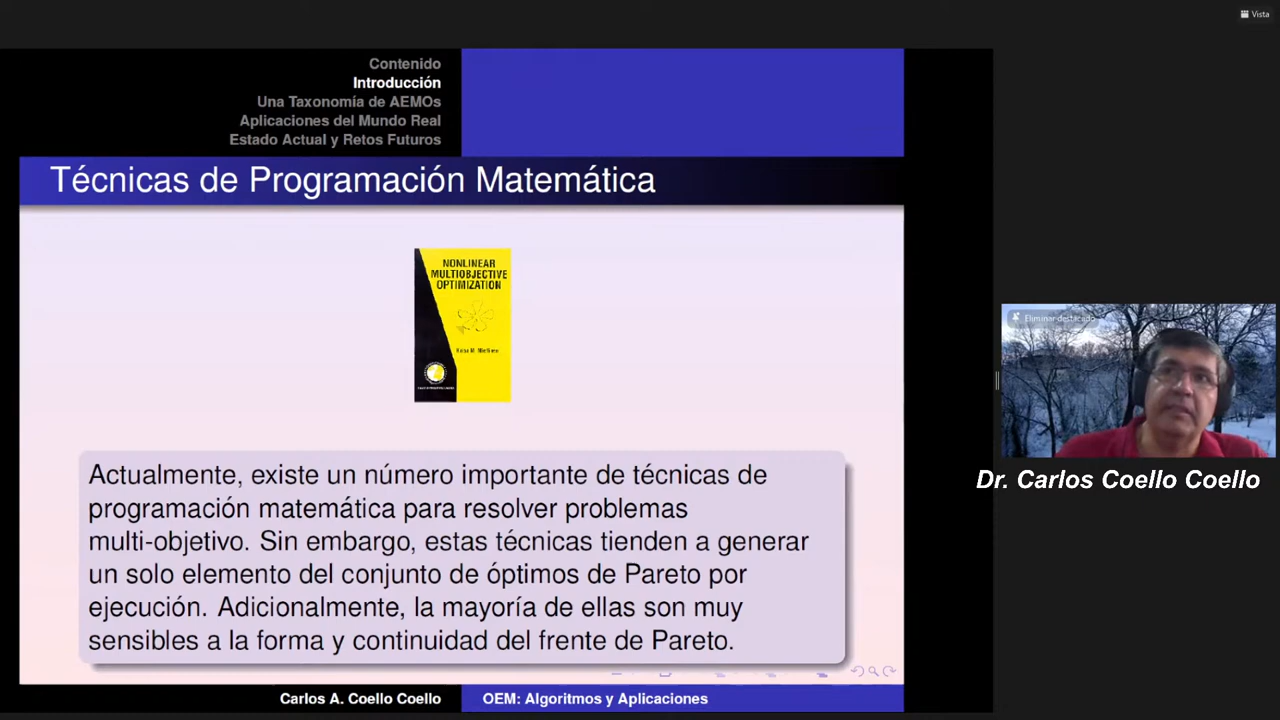 Vista
Contenido
Introducción
Una Taxonomía de AEMOs
Aplicaciones del Mundo Real
Estado Actual y Retos Futuros
Técnicas de Programación Matemática
NONLINEAR
MULTIOBJECTIVE
OPTIMIZATION
Eliminar destacado
Dr. Carlos Coello Coello
Actualmente, existe un número importante de técnicas de
programación matemática para resolver problemas
multi-objetivo. Sin embargo, estas técnicas tienden a generar
un solo elemento del conjunto de óptimos de Pareto por
ejecución. Adicionalmente, la mayoría de ellas son muy
sensibles a la forma y continuidad del frente de Pareto.
Carlos A. Coello Coello
OEM: Algoritmos y Aplicaciones